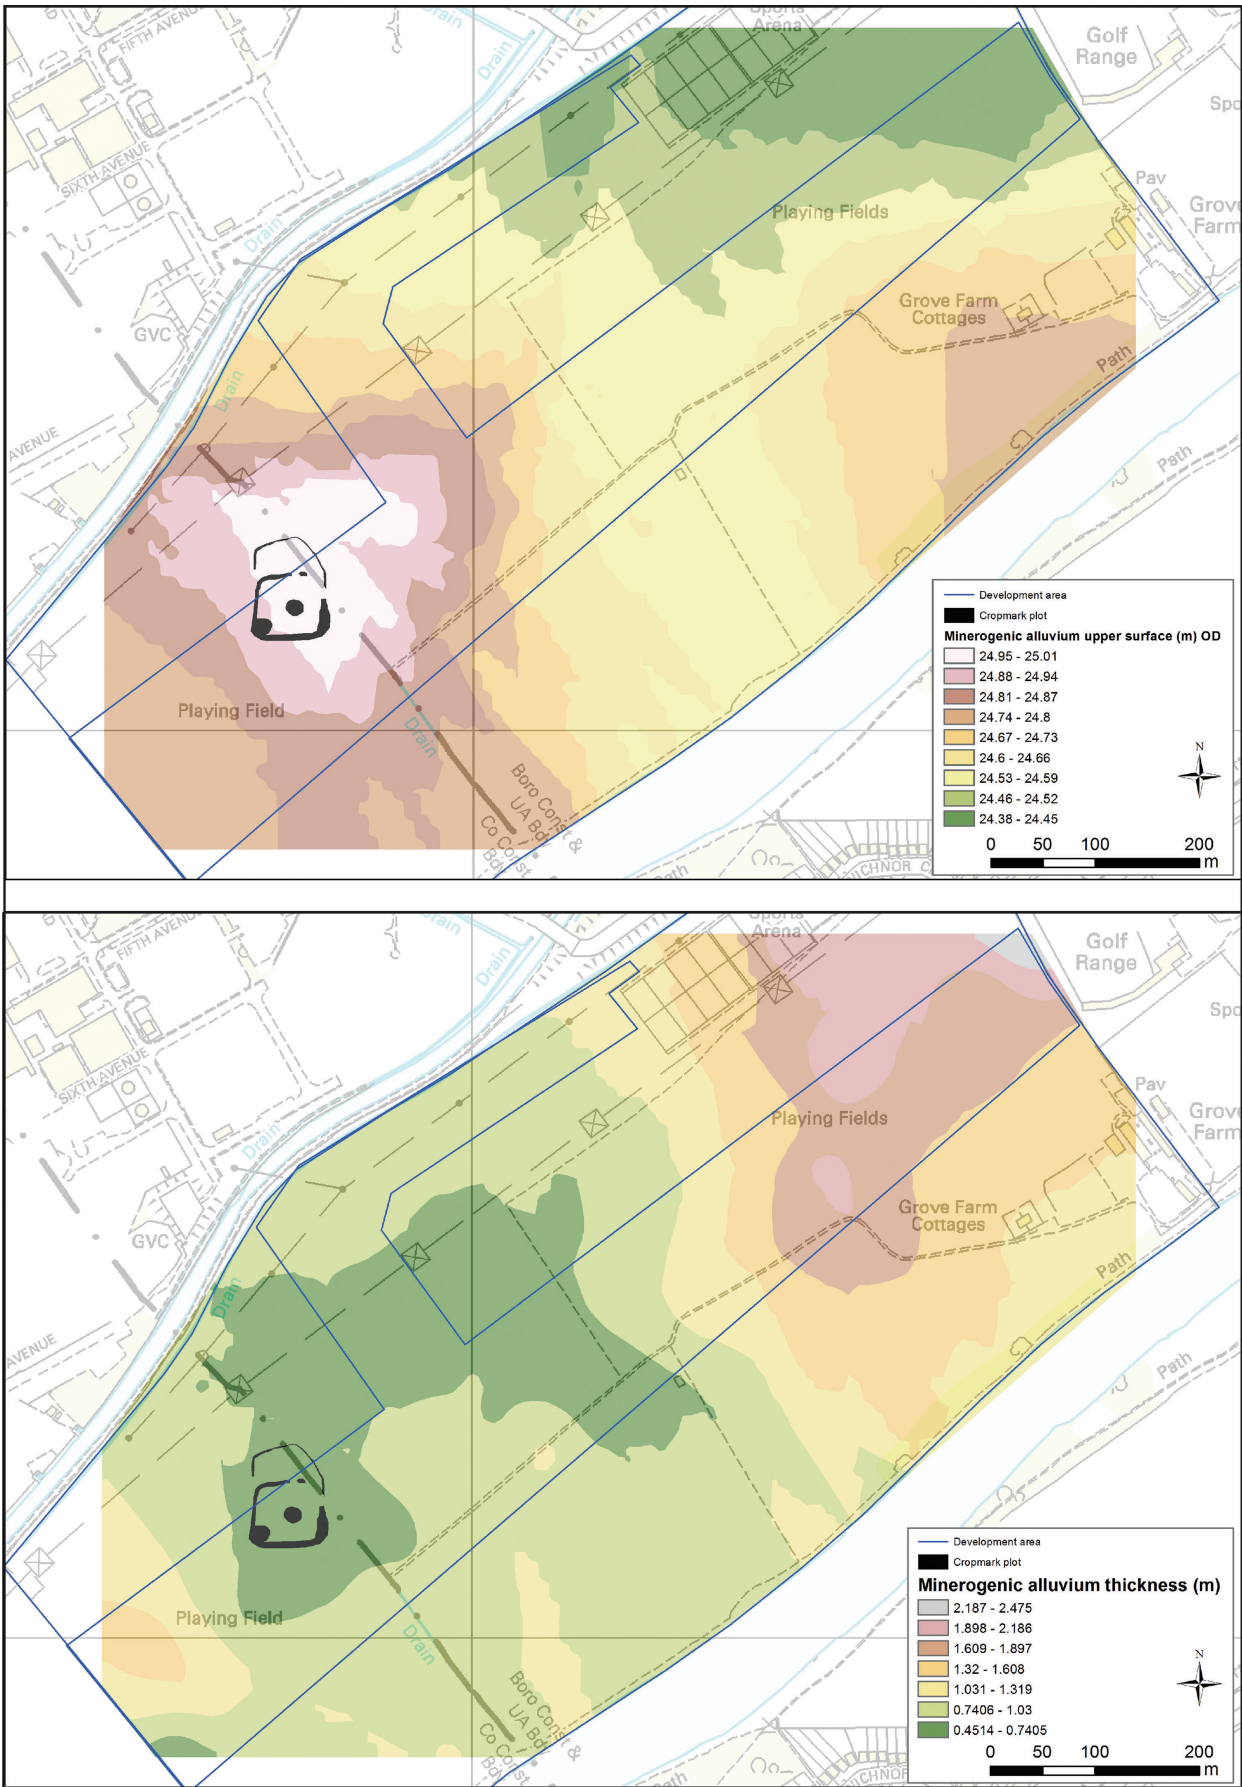 Drain
FIFTH AVENUE
Drain
Sports
Arena
Golf
Range
Spo
SIXTH AVENUE
Pav
Playing Fields
Grove
Farm
Drain
GVC
Grove Farm
Cottages
Path
Drain
AVENUE
Path
Playing Field
Drain
Boro Const &
UA Bdy
Co Const
Bdy
Path
Development area
Cropmark plot
Minerogenic alluvium upper surface (m) OD
24.95 - 25.01
24.88 - 24.94
24.81 - 24.87
24.74 - 24.8
24.67 - 24.73
24.6 - 24.66
24.53 - 24.59
24.46 - 24.52
24.38 - 24.45
N
0 50 100 200
m
Drain
FIFTH AVENUE
Drain
Sports
Arena
Golf
Range
Spo
SIXTH AVENUE
Pav
Playing Fields
Grove
Farm
Drain
GVC
Grove Farm
Cottages
Path
Drain
AVENUE
Path
Playing Field
Drain
Boro Const &
UA Bdy
Co Const
Bdy
Path
Development area
Cropmark plot
Minerogenic alluvium thickness (m)
2.187 - 2.475
1.898 - 2.186
1.609 - 1.897
1.32 - 1.608
1.031 - 1.319
0.7406 - 1.03
0.4514 - 0.7405
N
0 50 100 200
m